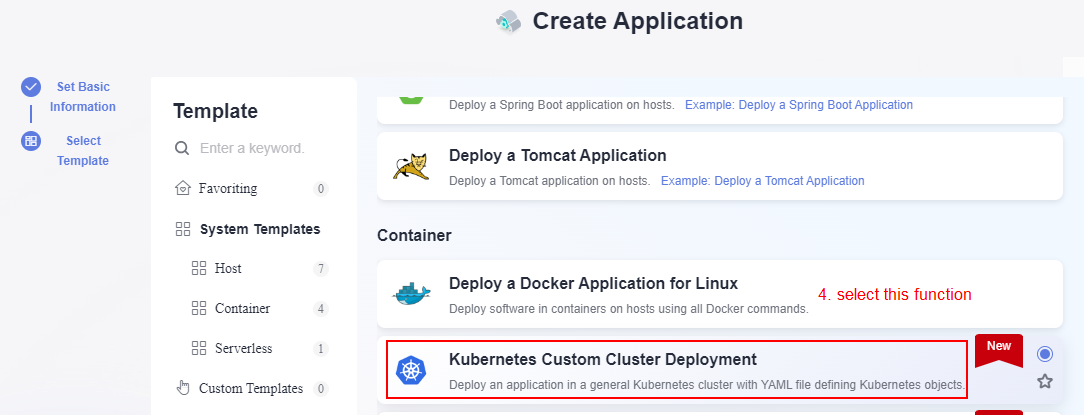 Create Application
Set Basic
Information
Select
Template
Template
Enter a keyword.
Favoriting 0
System Templates
Host 7
Container 4
Serverless 1
Custom Templates 0
Deploy a Spring Boot application on hosts. Example: Deploy a Spring Boot Application
Deploy a Tomcat Application
Deploy a Tomcat application on hosts. Example: Deploy a Tomcat Application
Container
Deploy a Docker Application for Linux
Deploy software in containers on hosts using all Docker commands.
4. select this function
New
Kubernetes Custom Cluster Deployment
Deploy an application in a general Kubernetes cluster with YAML file defining Kubernetes objects.